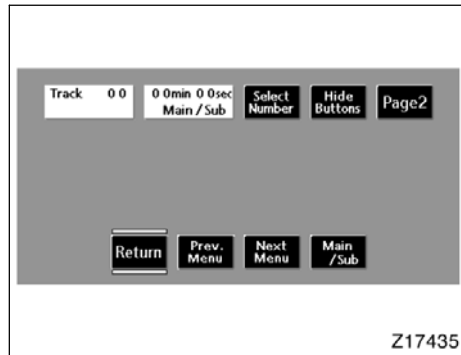 Track 0 0
0 0min 0 0sec
Main / Sub
Select
Number
Hide
Buttons
Page2
Return
Prev.
Menu
Next
Menu
Main
/Sub
Z17435